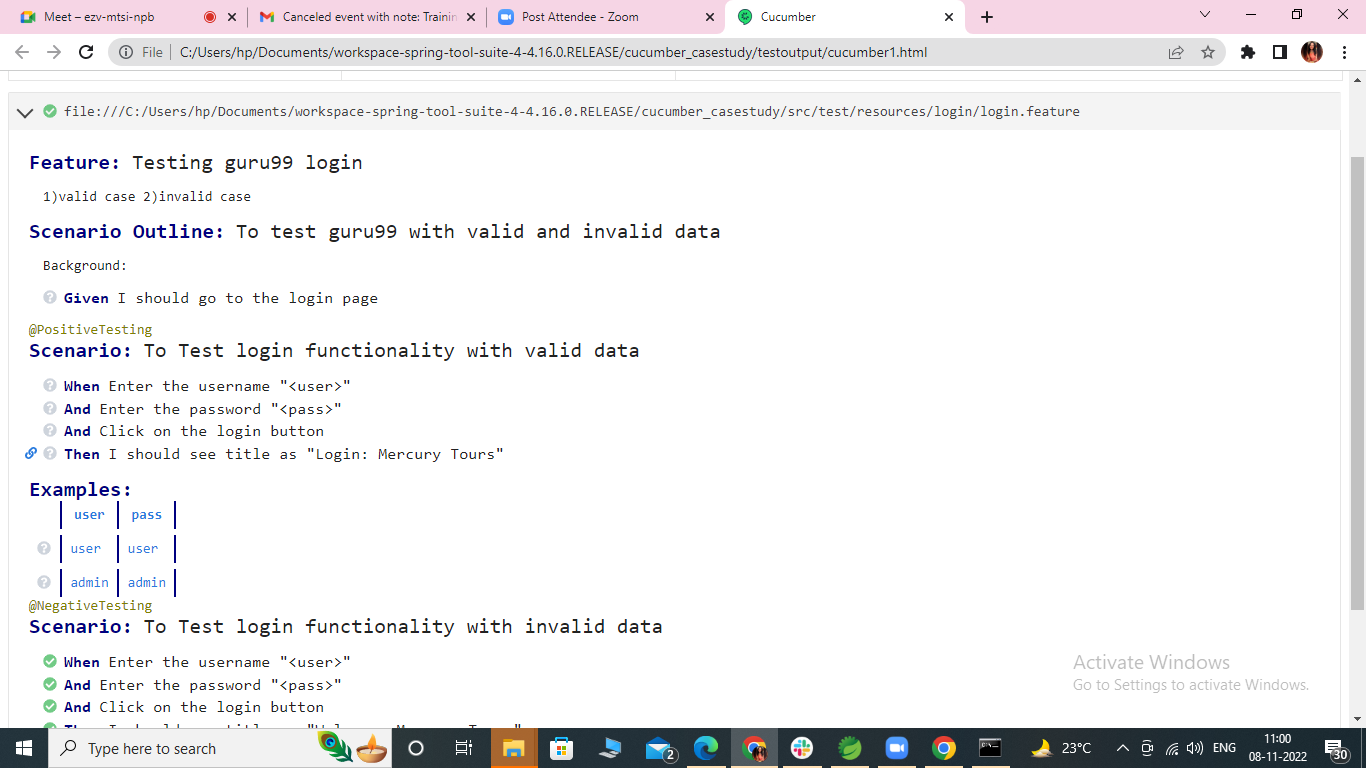 Meet – ezv-mtsi-npb
Canceled event with note: Trainin
Post Attendee - Zoom
Cucumber
File C:/Users/hp/Documents/workspace-spring-tool-suite-4-4.16.0.RELEASE/cucumber_casestudy/testoutput/cucumber1.html
file:///C:/Users/hp/Documents/workspace-spring-tool-suite-4-4.16.0.RELEASE/cucumber_casestudy/src/test/resources/login/login.feature
Feature: Testing guru99 login
1)valid case 2)invalid case
Scenario Outline: To test guru99 with valid and invalid data
Background:
Given I should go to the login page
@PositiveTesting
Scenario: To Test login functionality with valid data
When Enter the username "<user>"
And Enter the password "<pass>"
And Click on the login button
Then I should see title as "Login: Mercury Tours"
Examples:
user pass
user user
admin admin
@NegativeTesting
Scenario: To Test login functionality with invalid data
When Enter the username "<user>"
And Enter the password "<pass>"
And Click on the login button
Activate Windows
Go to Settings to activate Windows.
Type here to search
2
23°C
ENG
11:00
08-11-2022
30